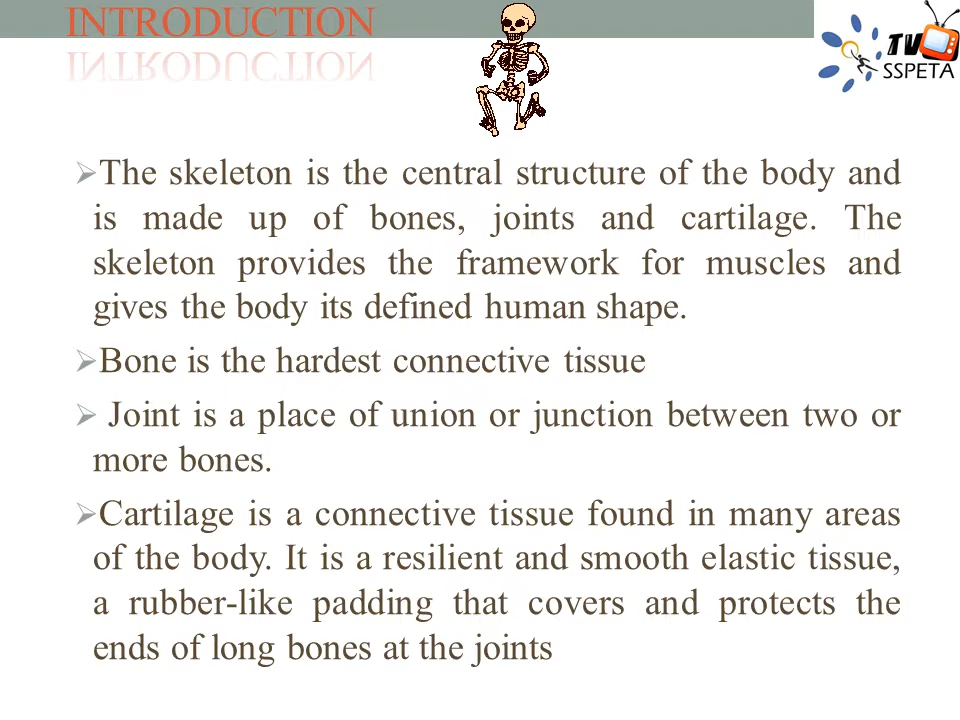 INTRODUCTION
TV
SSPETA
➢The skeleton is the central structure of the body and
is made up of bones, joints and cartilage. The
skeleton provides the framework for muscles and
gives the body its defined human shape.
➢Bone is the hardest connective tissue
➢ Joint is a place of union or junction between two or
more bones.
➢Cartilage is a connective tissue found in many areas
of the body. It is a resilient and smooth elastic tissue,
a rubber-like padding that covers and protects the
ends of long bones at the joints